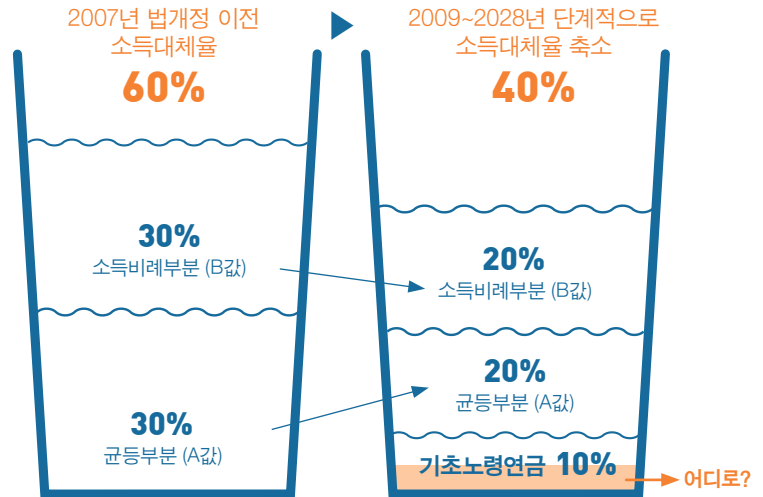 2007년 법개정 이전
소득대체율
60%
30%
소득비례부분 (B값)
30%
균등부분 (A값)
2009~2028년 단계적으로
소득대체율 축소
40%
20%
소득비례부분 (B값)
20%
균등부분 (A값)
기초노령연금 10%
어디로?